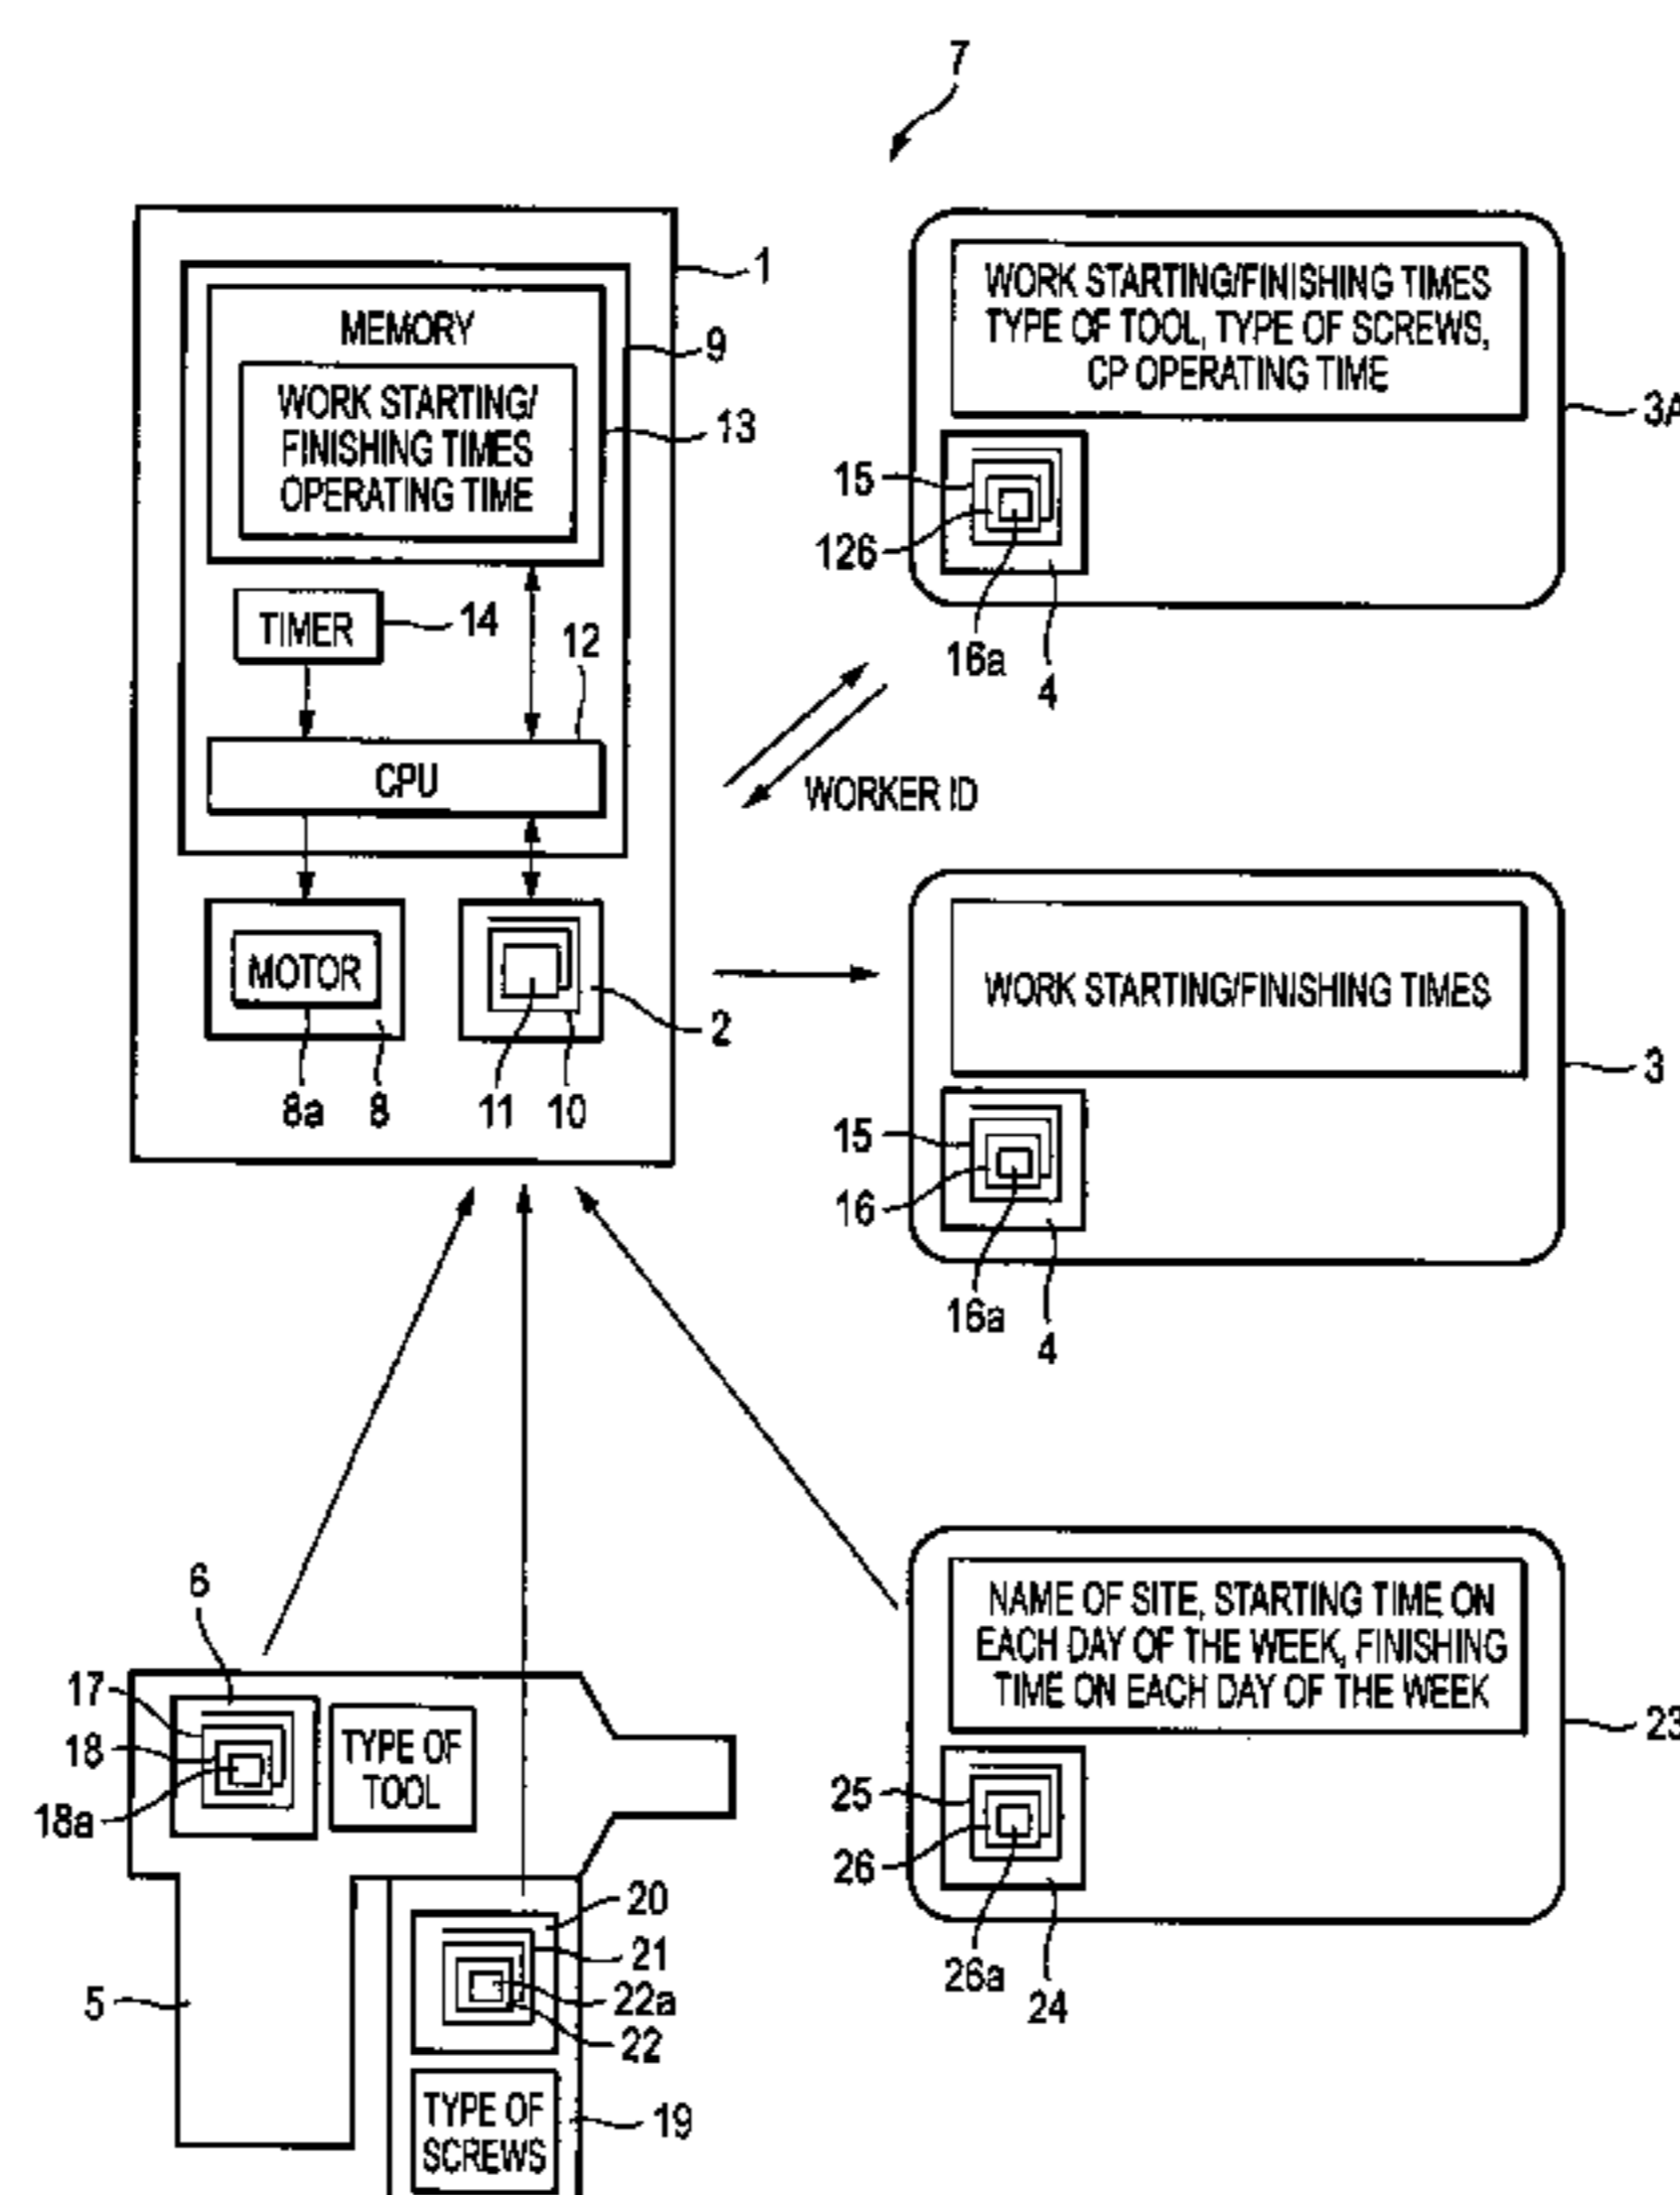 7
1
MEMORY
9
WORK STARTING/
FINISHING TIMES
OPERATING TIME
13
TIMER
14
12
CPU
MOTOR
2
8a
8
11
10
WORK STARTING/FINISHING TIMES
TYPE OF TOOL, TYPE OF SCREWS,
CP OPERATING TIME
3A
15
126
16a
4
WORKER ID
WORK STARTING/FINISHING TIMES
3
15
16
16a
4
6
17
18
18a
TYPE OF
TOOL
5
20
21
22a
22
TYPE OF
SCREWS
19
NAME OF SITE, STARTING TIME ON
EACH DAY OF THE WEEK, FINISHING
TIME ON EACH DAY OF THE WEEK
23
25
26
26a
24